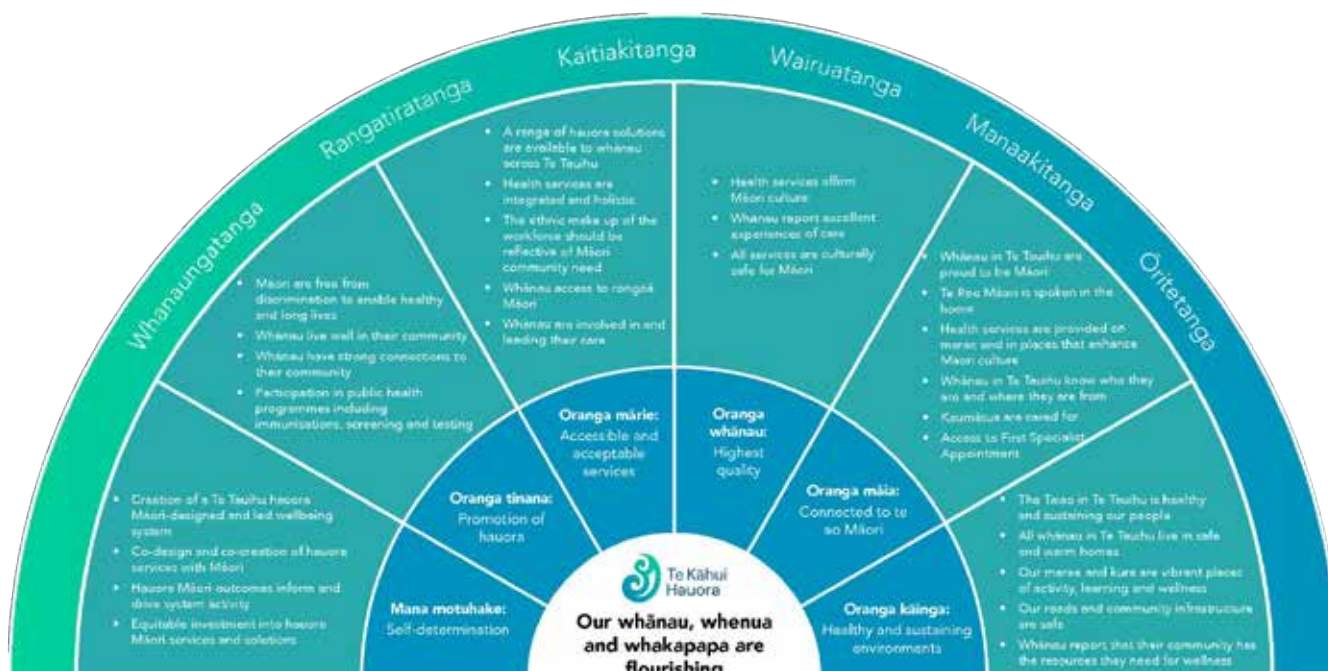 Whanaungatanga
Rangatiratanga
Kaitiakitanga
Wairuatanga
Manaakitanga
Ōritetanga
• Creation of a Te Tauihu hauora
Māori-designed and led wellbeing
system
• Co-design and co-creation of hauora
services with Māori
• Hauora Māori outcomes inform and
drive system activity
• Equitable investment into hauora
Māori services and solutions
• Māori are free from
discrimination to enable healthy
and long lives
• Whānau live well in their community
• Whānau have strong connections to
their community
• Participation in public health
programmes including
immunisations, screening and testing
• A range of hauora solutions
are available to whānau
across Te Tauihu
• Health services are
integrated and holistic
• The ethnic make up of the
workforce should be
reflective of Māori
community need
• Whānau access to rongoā
Māori
• Whānau are involved in and
leading their care
• Health services affirm
Māori culture
• Whānau report excellent
experiences of care
• All services are culturally
safe for Māori
• Whānau in Te Tauihu are
proud to be Māori
• Te Reo Māori is spoken in the
home
• Health services are provided on
marae and in places that enhance
Māori culture
• Whānau in Te Tauihu know who they
are and where they are from
• Kaumātua are cared for
• Access to First Specialist
Appointment
• The Taiao in Te Tauihu is healthy
and sustaining our people
• All whānau in Te Tauihu live in safe
and warm homes
• Our marae and kura are vibrant places
of activity, learning and wellness
• Our roads and community infrastructure
are safe
• Whānau report that their community has
the resources they need for wellness
Mana motuhake:
Self-determination
Oranga tinana:
Promotion of
hauora
Oranga mārie:
Accessible and
acceptable
services
Oranga
whānau:
Highest
quality
Oranga māia:
Connected to te
ao Māori
Oranga kāinga:
Healthy and sustaining
environments
Te Kāhui
Hauora
Our whānau, whenua
and whakapapa are
flourishing